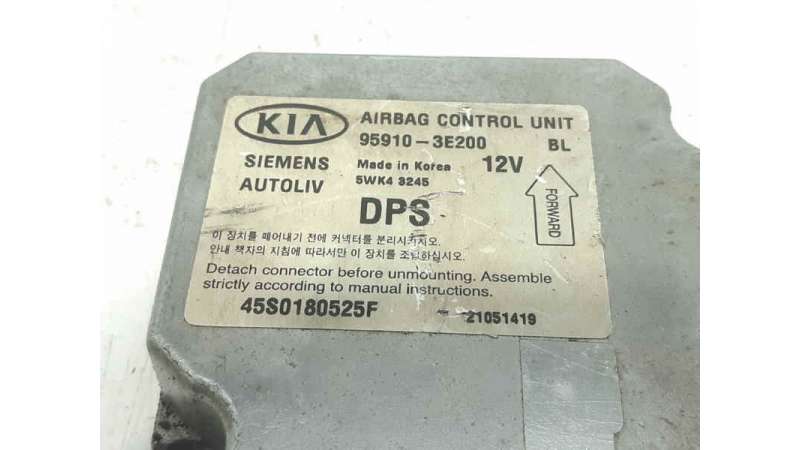 KIA AIRBAG CONTROL UNIT
95910-3E200 BL
SIEMENS Made in Korea 12V
AUTOLIV 5WK4 3245
DPS
FORWARD
이 장치를 떼어내기 전에 커넥터를 분리시키시오.
안내 책자의 지침에 따라서만 이 장치를 조립하십시오.
Detach connector before unmounting. Assemble
strictly according to manual instructions.
45S0180525F 21051419